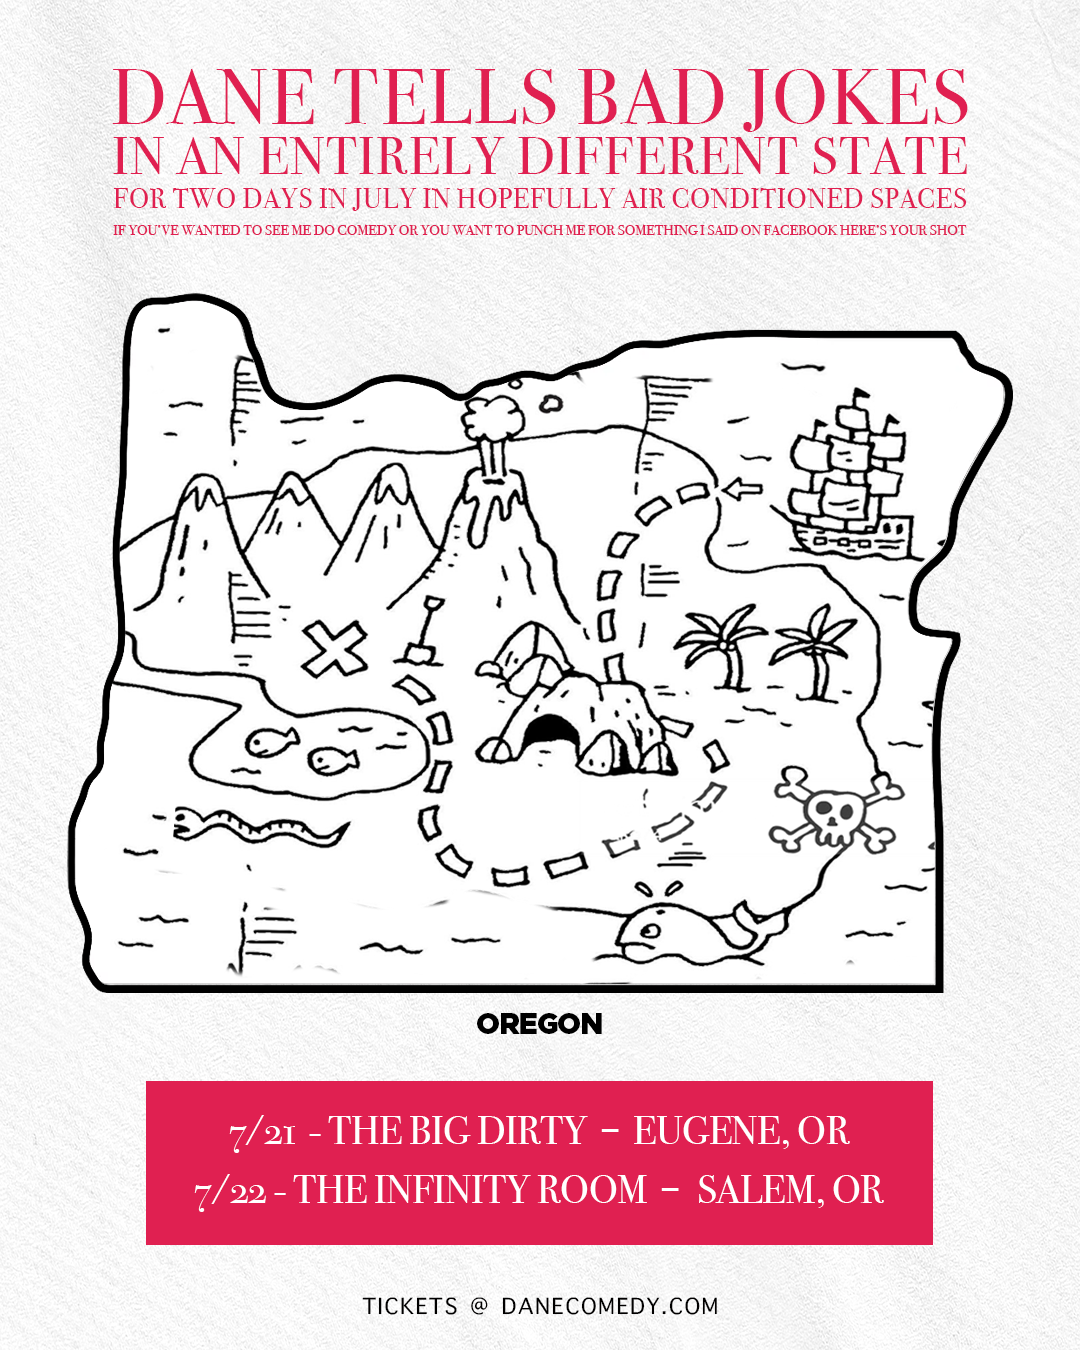 DANE TELLS BAD JOKES
IN AN ENTIRELY DIFFERENT STATE
FOR TWO DAYS IN JULY IN HOPEFULLY AIR CONDITIONED SPACES
IF YOU'VE WANTED TO SEE ME DO COMEDY OR YOU WANT TO PUNCH ME FOR SOMETHING I SAID ON FACEBOOK HERE'S YOUR SHOT
OREGON
7/21 - THE BIG DIRTY – EUGENE, OR
7/22 - THE INFINITY ROOM – SALEM, OR
TICKETS @ DANECOMEDY.COM